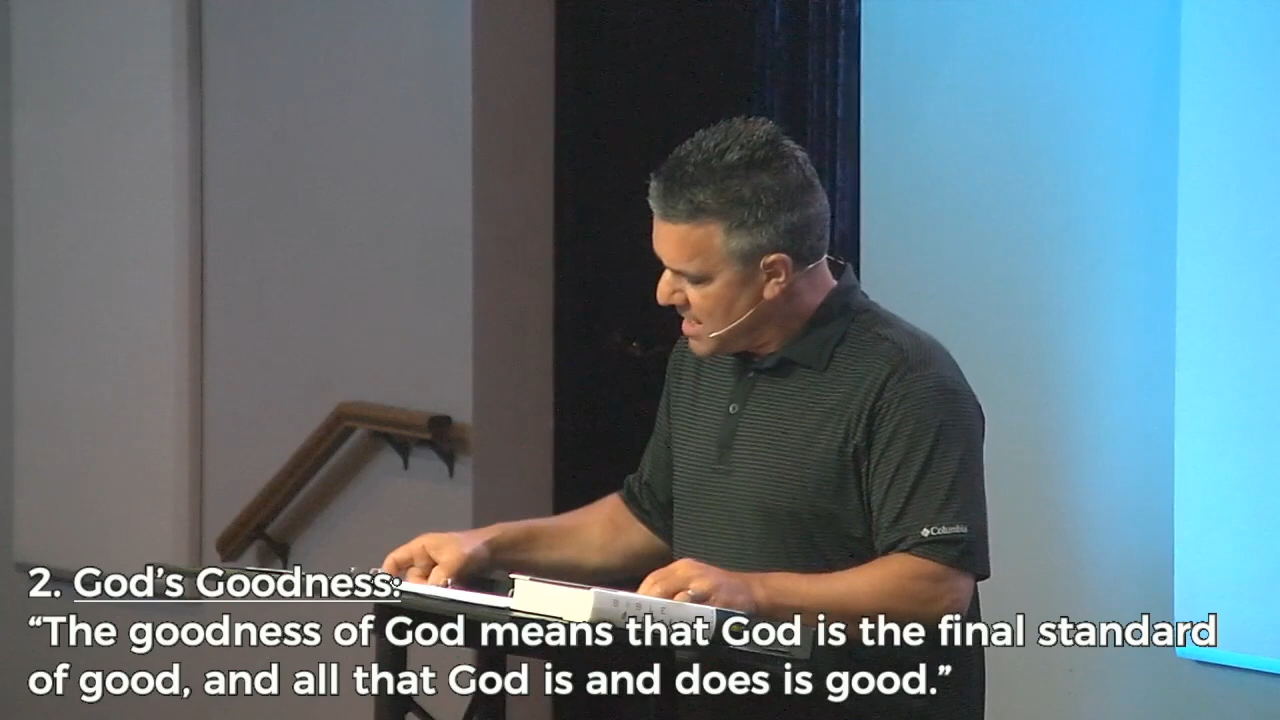 Columbia
BIBLE
2. God's Goodness:
“The goodness of God means that God is the final standard
of good, and all that God is and does is good.”